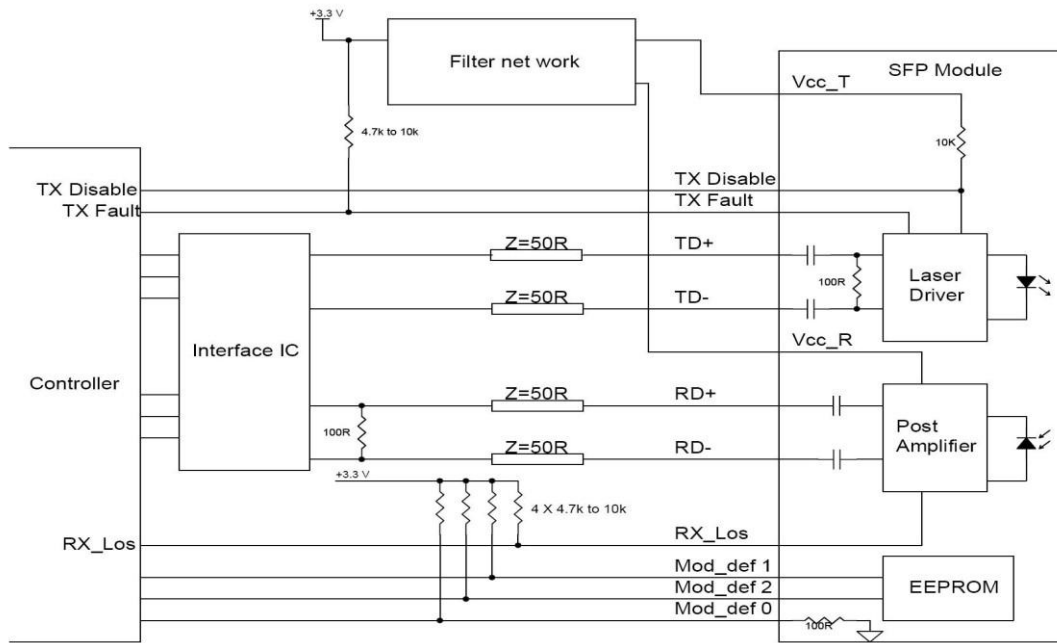 +3.3 V
Filter net work
SFP Module
Vcc_T
4.7k to 10k
10K
TX Disable
TX Disable
TX Fault
TX Fault
Z=50R
TD+
100R
Laser
Driver
Z=50R
TD-
Interface IC
Vcc_R
Controller
Z=50R
RD+
100R
Post
Amplifier
Z=50R
RD-
+3.3 V
4 X 4.7k to 10k
RX_Los
RX_Los
Mod_def 1
Mod_def 2
EEPROM
Mod_def 0
100R